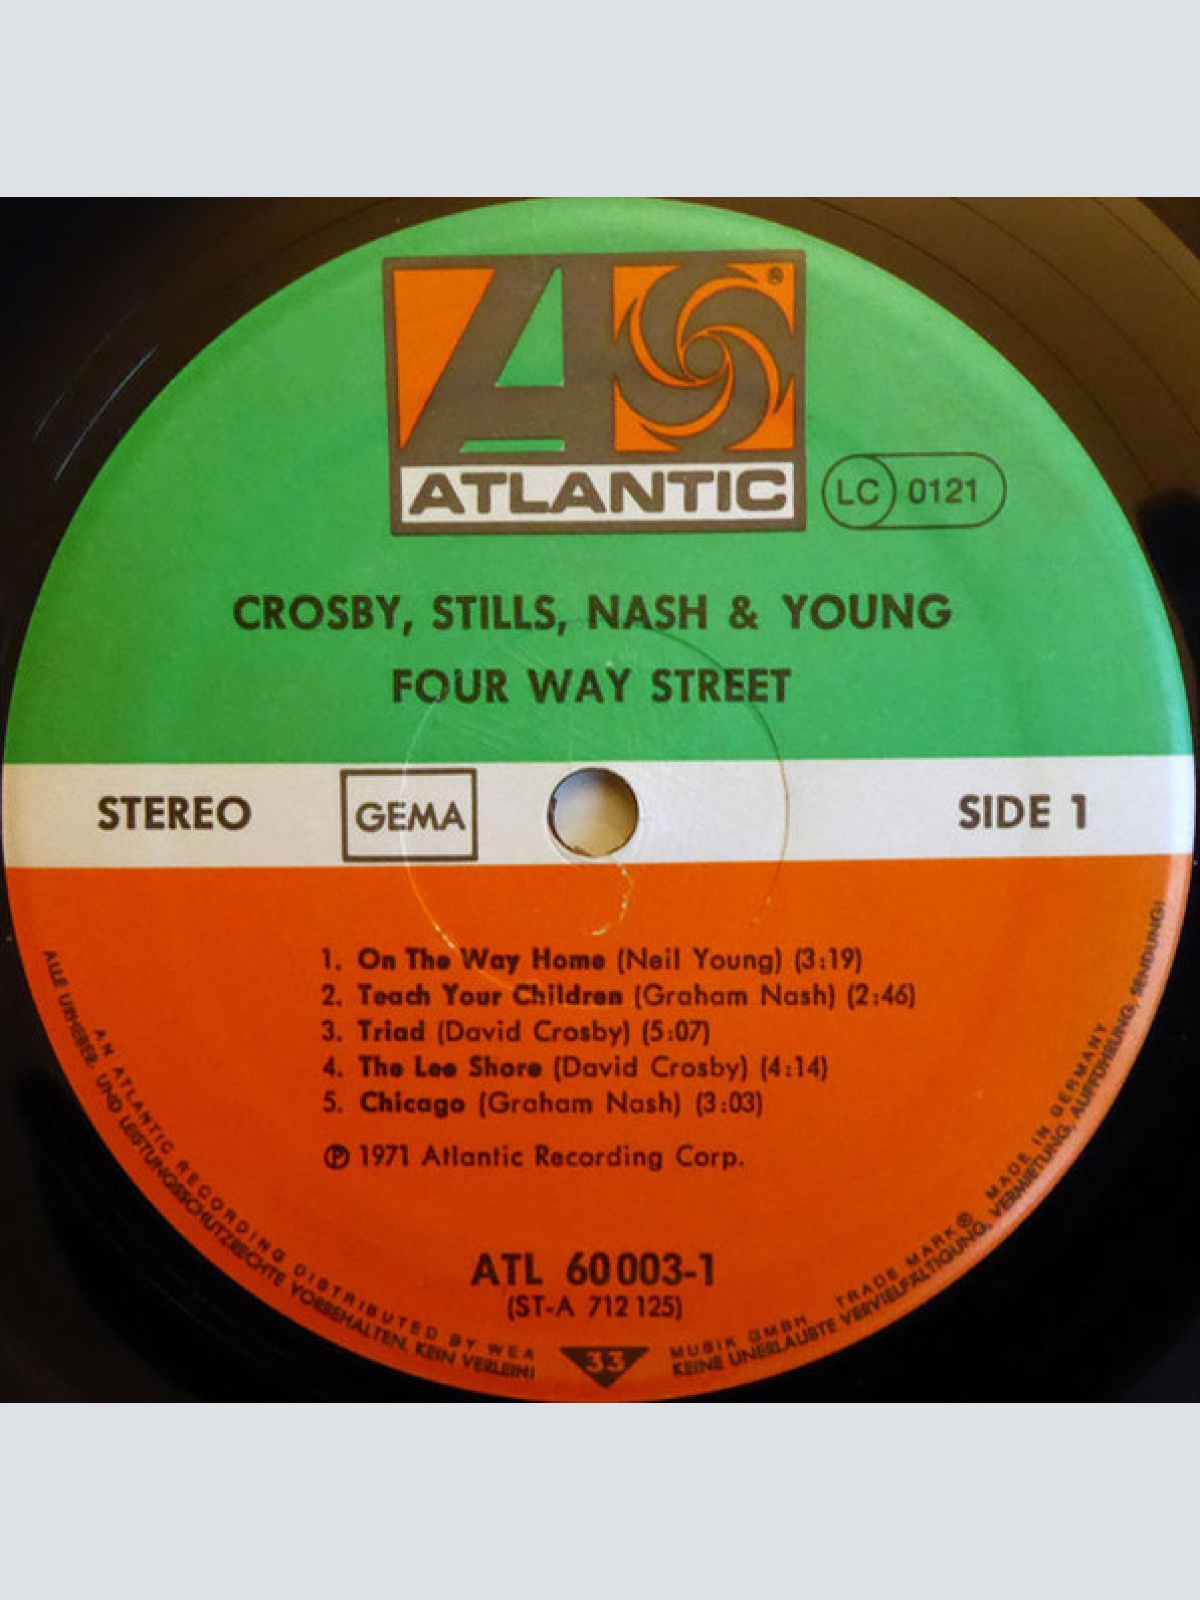 ®
ATLANTIC
LC 0121
CROSBY, STILLS, NASH & YOUNG
FOUR WAY STREET
STEREO
GEMA
SIDE 1
1. On The Way Home (Neil Young) (3:19)
2. Teach Your Children (Graham Nash) (2:46)
3. Triad (David Crosby) (5:07)
4. The Lee Shore (David Crosby) (4:14)
5. Chicago (Graham Nash) (3:03)
℗ 1971 Atlantic Recording Corp.
ATL 60 003-1
(ST-A 712 125)
33
AN ATLANTIC RECORDING DISTRIBUTED BY WEA MUSIK GMBH TRADE MARK ® MADE IN GERMANY
ALLE URHEBER- UND LEISTUNGSSCHUTZRECHTE VORBEHALTEN. KEIN VERLEIH! KEINE UNERLAUBTE VERVIELFÄLTIGUNG, VERMIETUNG, AUFFÜHRUNG, SENDUNG!